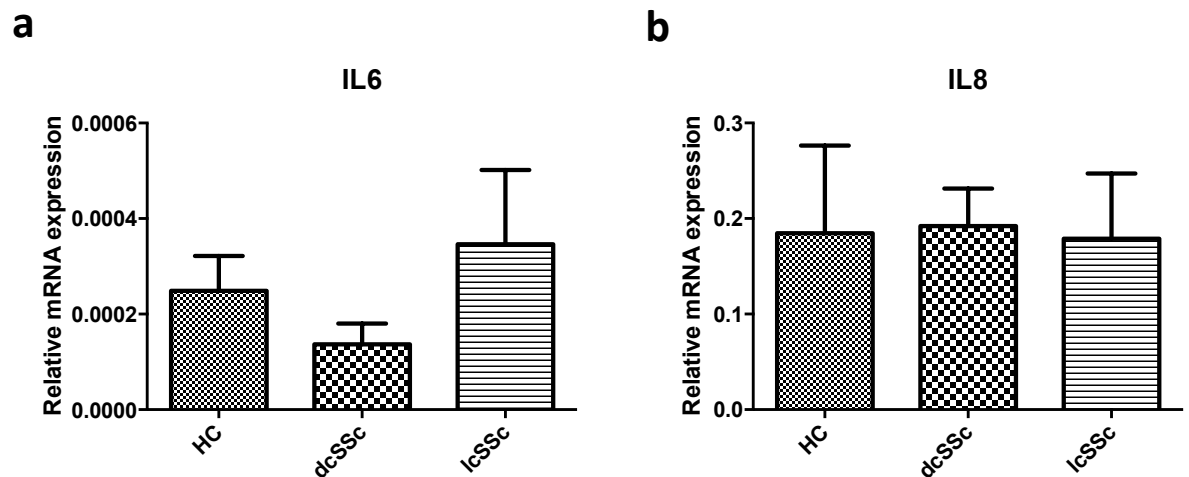 a
IL6
Relative mRNA expression
0.0006
0.0004
0.0002
0.0000
HC
dcSSc
lcSSc
b
IL8
Relative mRNA expression
0.3
0.2
0.1
0.0
HC
dcSSc
lcSSc